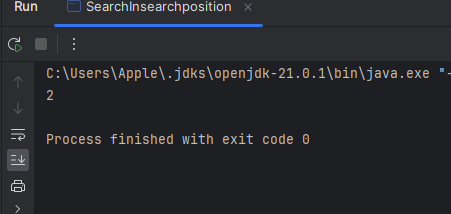 Run SearchInsearchposition
C:\Users\Apple\.jdks\openjdk-21.0.1\bin\java.exe "-
2
Process finished with exit code 0